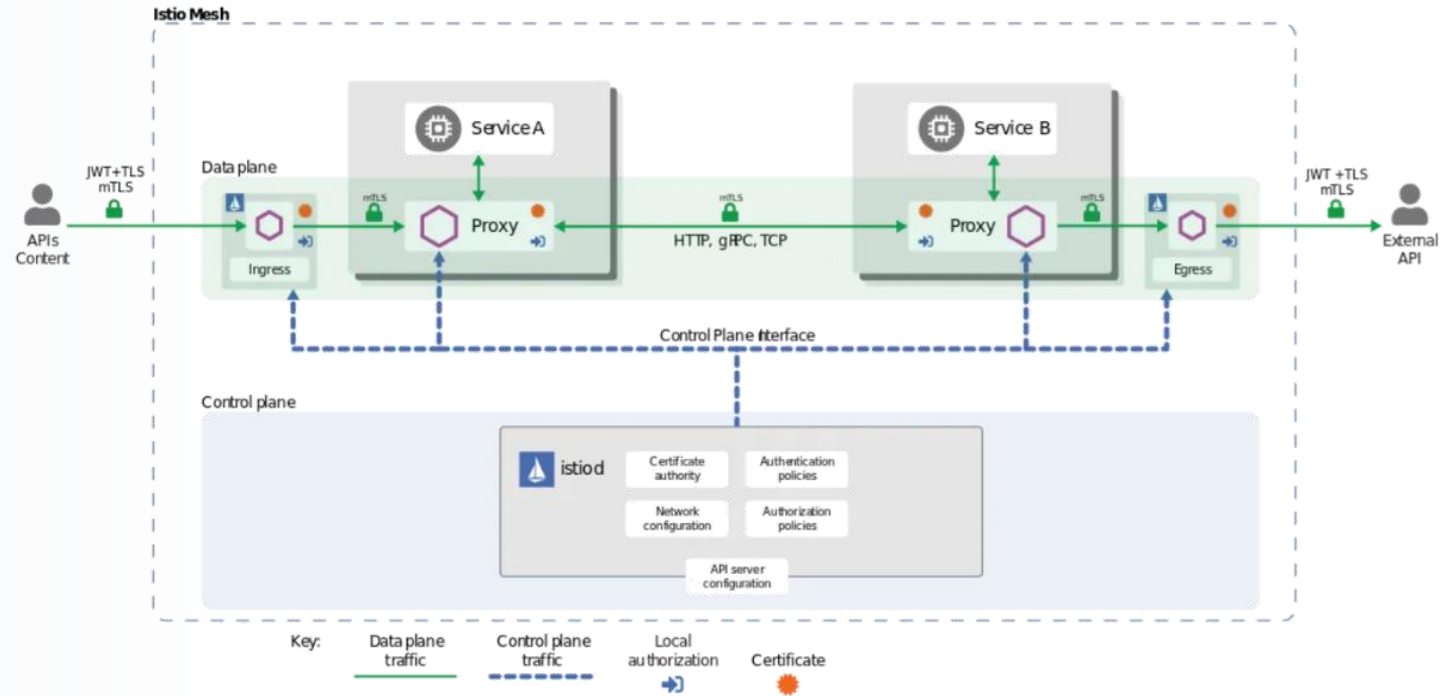 Istio Mesh
Service A
Service B
Data plane
JWT+TLS
mTLS
JWT +TLS
mTLS
mTLS
mTLS
mTLS
Proxy
Proxy
HTTP, gRPC, TCP
APIs
Content
External
API
Ingress
Egress
Control Plane Interface
Control plane
istiod
Certificate
authority
Authentication
policies
Network
configuration
Authorization
policies
API server
configuration
Key:
Data plane
traffic
Control plane
traffic
Local
authorization
Certificate